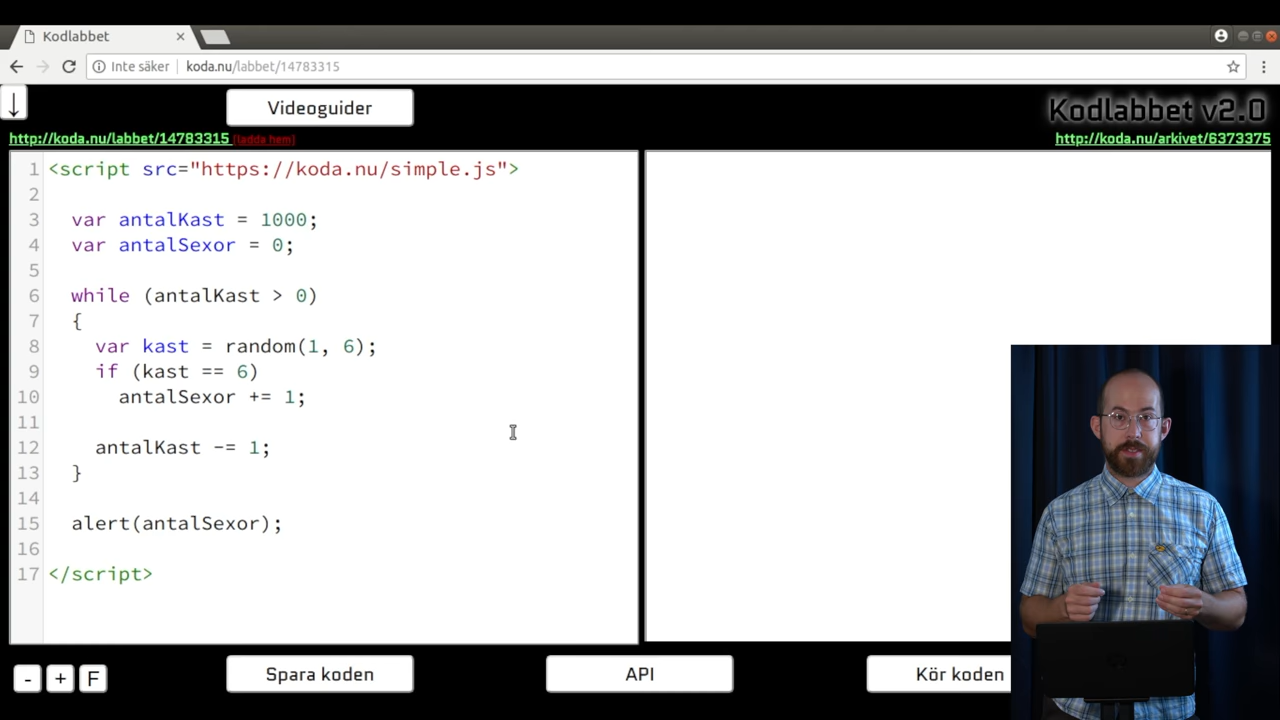 Kodlabbet
Inte säker koda.nu/labbet/14783315
↓ Videoguider
Kodlabbet v2.0
http://koda.nu/labbet/14783315 [ladda hem]
http://koda.nu/arkivet/6373375
1 <script src="https://koda.nu/simple.js">
2
3 var antalKast = 1000;
4 var antalSexor = 0;
5
6 while (antalKast > 0)
7 {
8 var kast = random(1, 6);
9 if (kast == 6)
10 antalSexor += 1;
11
12 antalKast -= 1;
13 }
14
15 alert(antalSexor);
16
17 </script>
- + F Spara koden API Kör koden